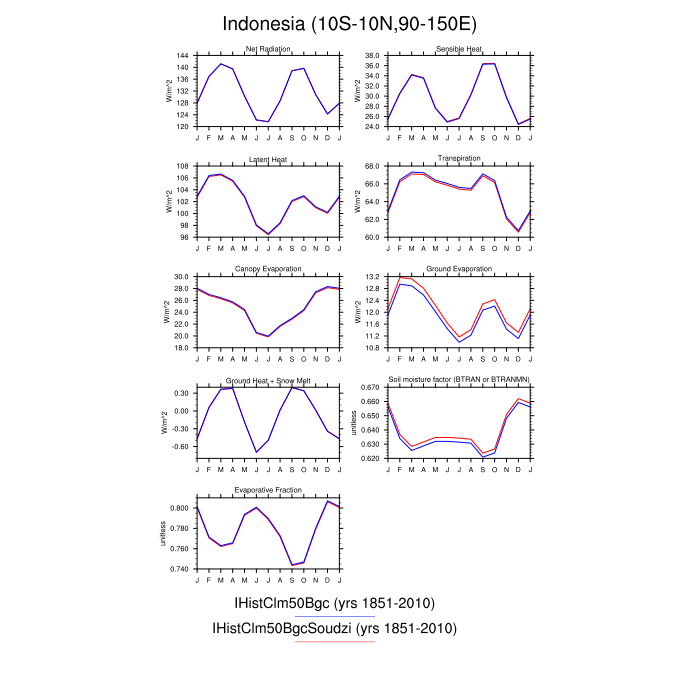 Indonesia (10S-10N,90-150E)
Net Radiation
W/m^2
144
140
136
132
128
124
120
J F M A M J J A S O N D J
Sensible Heat
W/m^2
38.0
36.0
34.0
32.0
30.0
28.0
26.0
24.0
J F M A M J J A S O N D J
Latent Heat
W/m^2
108
106
104
102
100
98
96
J F M A M J J A S O N D J
Transpiration
W/m^2
68.0
66.0
64.0
62.0
60.0
J F M A M J J A S O N D J
Canopy Evaporation
W/m^2
30.0
28.0
26.0
24.0
22.0
20.0
18.0
J F M A M J J A S O N D J
Ground Evaporation
W/m^2
13.2
12.8
12.4
12.0
11.6
11.2
10.8
J F M A M J J A S O N D J
Ground Heat + Snow Melt
W/m^2
0.30
0.00
-0.30
-0.60
J F M A M J J A S O N D J
Soil moisture factor (BTRAN or BTRANMN)
unitless
0.670
0.660
0.650
0.640
0.630
0.620
J F M A M J J A S O N D J
Evaporative Fraction
unitless
0.800
0.780
0.760
0.740
J F M A M J J A S O N D J
IHistClm50Bgc (yrs 1851-2010)
IHistClm50BgcSoudzi (yrs 1851-2010)